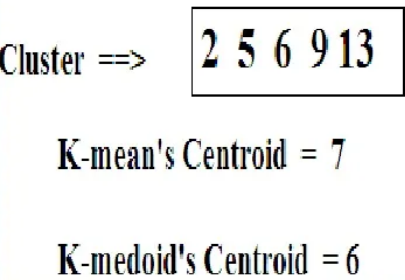 Cluster ==> 2 5 6 9 13
K-mean's Centroid = 7
K-medoid's Centroid = 6